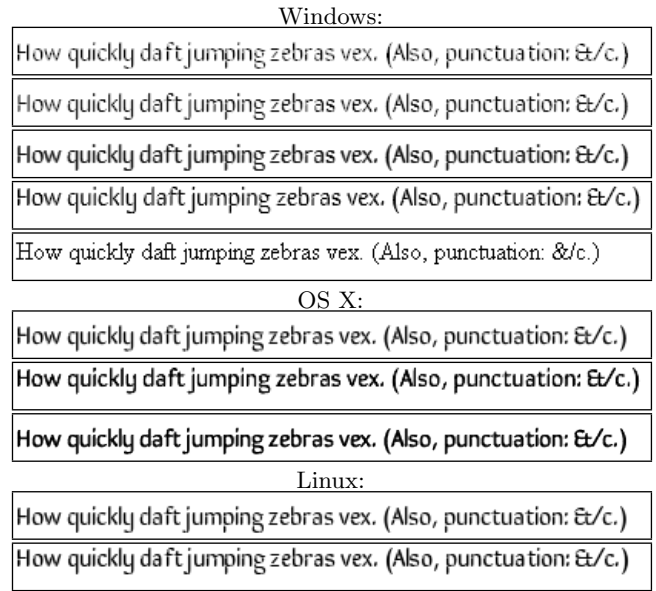 Windows:
How quickly daft jumping zebras vex. (Also, punctuation: &/c.)
How quickly daft jumping zebras vex. (Also, punctuation: &/c.)
How quickly daft jumping zebras vex. (Also, punctuation: &/c.)
How quickly daft jumping zebras vex. (Also, punctuation: &/c.)
How quickly daft jumping zebras vex. (Also, punctuation: &/c.)
OS X:
How quickly daft jumping zebras vex. (Also, punctuation: &/c.)
How quickly daft jumping zebras vex. (Also, punctuation: &/c.)
How quickly daft jumping zebras vex. (Also, punctuation: &/c.)
Linux:
How quickly daft jumping zebras vex. (Also, punctuation: &/c.)
How quickly daft jumping zebras vex. (Also, punctuation: &/c.)